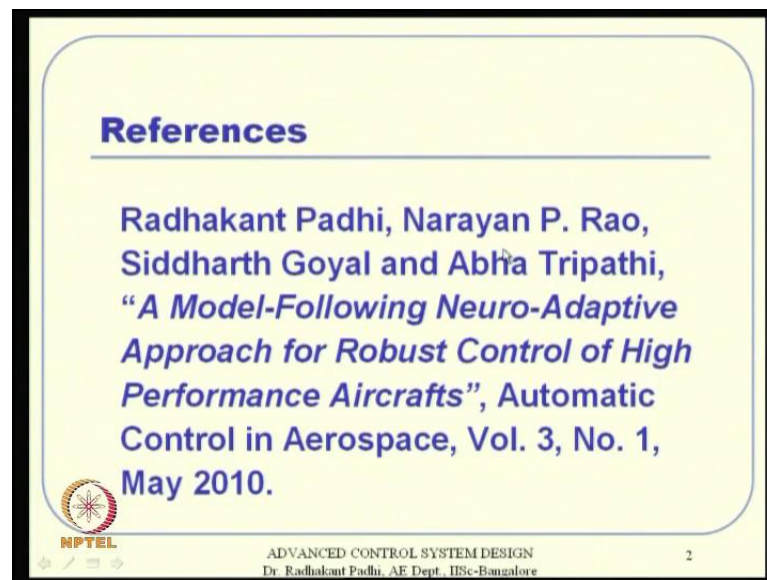 References
Radhakant Padhi, Narayan P. Rao,
Siddharth Goyal and Abha Tripathi,
“A Model-Following Neuro-Adaptive
Approach for Robust Control of High
Performance Aircrafts”, Automatic
Control in Aerospace, Vol. 3, No. 1,
May 2010.
NPTEL
ADVANCED CONTROL SYSTEM DESIGN
Dr. Radhakant Padhi, AE Dept., IISc-Bangalore
2